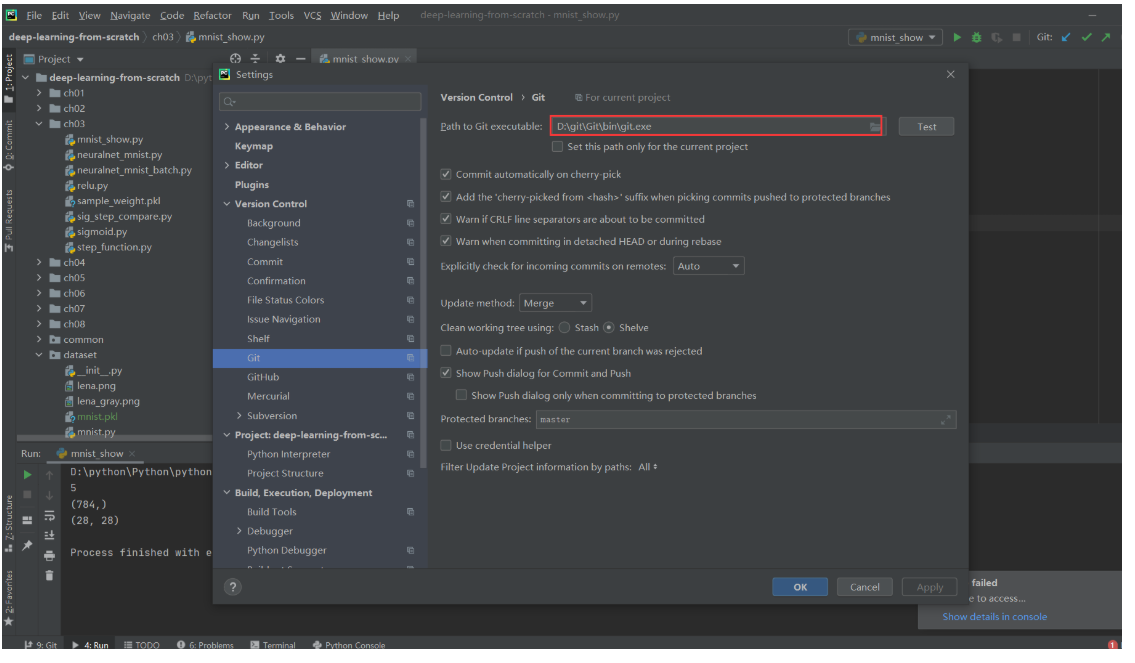 File Edit View Navigate Code Refactor Run Tools VCS Window Help deep-learning-from-scratch - mnist_show.py
deep-learning-from-scratch ch03 mnist_show.py mnist_show Git:
1: Project
Commit
Pull Requests
Z: Structure
2: Favorites
Project
mnist_show.py
deep-learning-from-scratch
ch01
ch02
ch03
mnist_show.py
neuralnet_mnist.py
neuralnet_mnist_batch.py
relu.py
sample_weight.pkl
sig_step_compare.py
sigmoid.py
step_function.py
ch04
ch05
ch06
ch07
ch08
common
dataset
__init__.py
lena.png
lena_gray.png
mnist.pkl
mnist.py
Settings
Appearance & Behavior
Keymap
Editor
Plugins
Version Control
Background
Changelists
Commit
Confirmation
File Status Colors
Issue Navigation
Shelf
Git
GitHub
Mercurial
Subversion
Project: deep-learning-from-sc...
Python Interpreter
Project Structure
Build, Execution, Deployment
Build Tools
Debugger
Python Debugger
Version Control › Git For current project
Path to Git executable: D:\git\Git\bin\git.exe Test
Set this path only for the current project
Commit automatically on cherry-pick
Add the 'cherry-picked from <hash>' suffix when picking commits pushed to protected branches
Warn if CRLF line separators are about to be committed
Warn when committing in detached HEAD or during rebase
Explicitly check for incoming commits on remotes: Auto
Update method: Merge
Clean working tree using: Stash Shelve
Auto-update if push of the current branch was rejected
Show Push dialog for Commit and Push
Show Push dialog only when committing to protected branches
Protected branches: master
Use credential helper
Filter Update Project information by paths: All
? OK Cancel Apply
Run: mnist_show
D:\python\Python\python
5
(784,)
(28, 28)
Process finished with e
failed
e to access...
Show details in console
9: Git 4: Run TODO 6: Problems Terminal Python Console 1